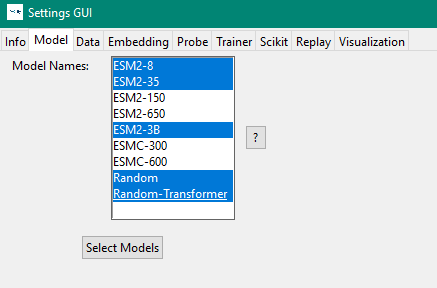 Settings GUI
Info Model Data Embedding Probe Trainer Scikit Replay Visualization
Model Names:
ESM2-8
ESM2-35
ESM2-150
ESM2-650
ESM2-3B
ESMC-300
ESMC-600
Random
Random-Transformer
?
Select Models